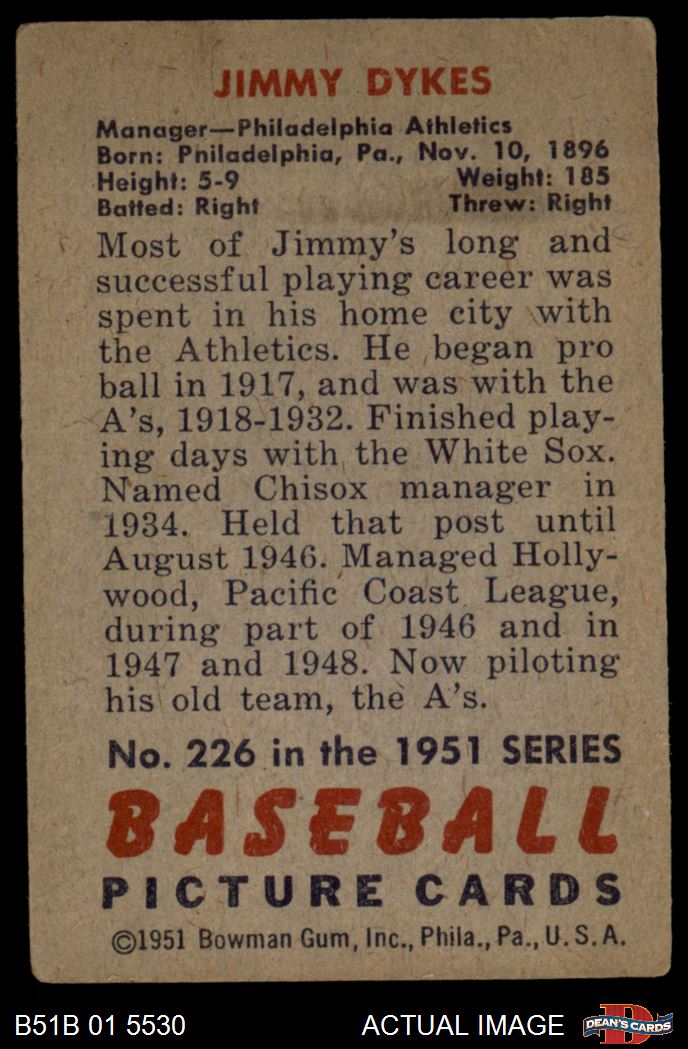 JIMMY DYKES
Manager—Philadelphia Athletics
Born: Philadelphia, Pa., Nov. 10, 1896
Height: 5-9 Weight: 185
Batted: Right Threw: Right
Most of Jimmy's long and
successful playing career was
spent in his home city with
the Athletics. He began pro
ball in 1917, and was with the
A's, 1918-1932. Finished play-
ing days with the White Sox.
Named Chisox manager in
1934. Held that post until
August 1946. Managed Holly-
wood, Pacific Coast League,
during part of 1946 and in
1947 and 1948. Now piloting
his old team, the A's.
No. 226 in the 1951 SERIES
BASEBALL
PICTURE CARDS
©1951 Bowman Gum, Inc., Phila., Pa., U.S.A.
B51B 01 5530 ACTUAL IMAGE DEAN'S CARDS